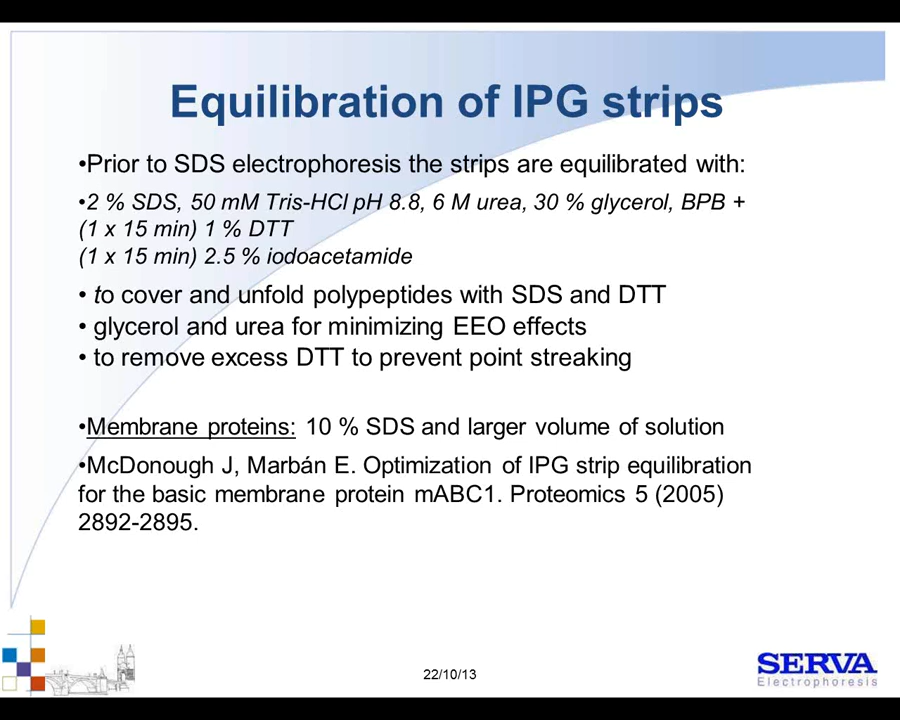 Equilibration of IPG strips
•Prior to SDS electrophoresis the strips are equilibrated with:
•2 % SDS, 50 mM Tris-HCl pH 8.8, 6 M urea, 30 % glycerol, BPB +
(1 x 15 min) 1 % DTT
(1 x 15 min) 2.5 % iodoacetamide
• to cover and unfold polypeptides with SDS and DTT
• glycerol and urea for minimizing EEO effects
• to remove excess DTT to prevent point streaking
•Membrane proteins: 10 % SDS and larger volume of solution
•McDonough J, Marbán E. Optimization of IPG strip equilibration
for the basic membrane protein mABC1. Proteomics 5 (2005)
2892-2895.
22/10/13
SERVA
Electrophoresis